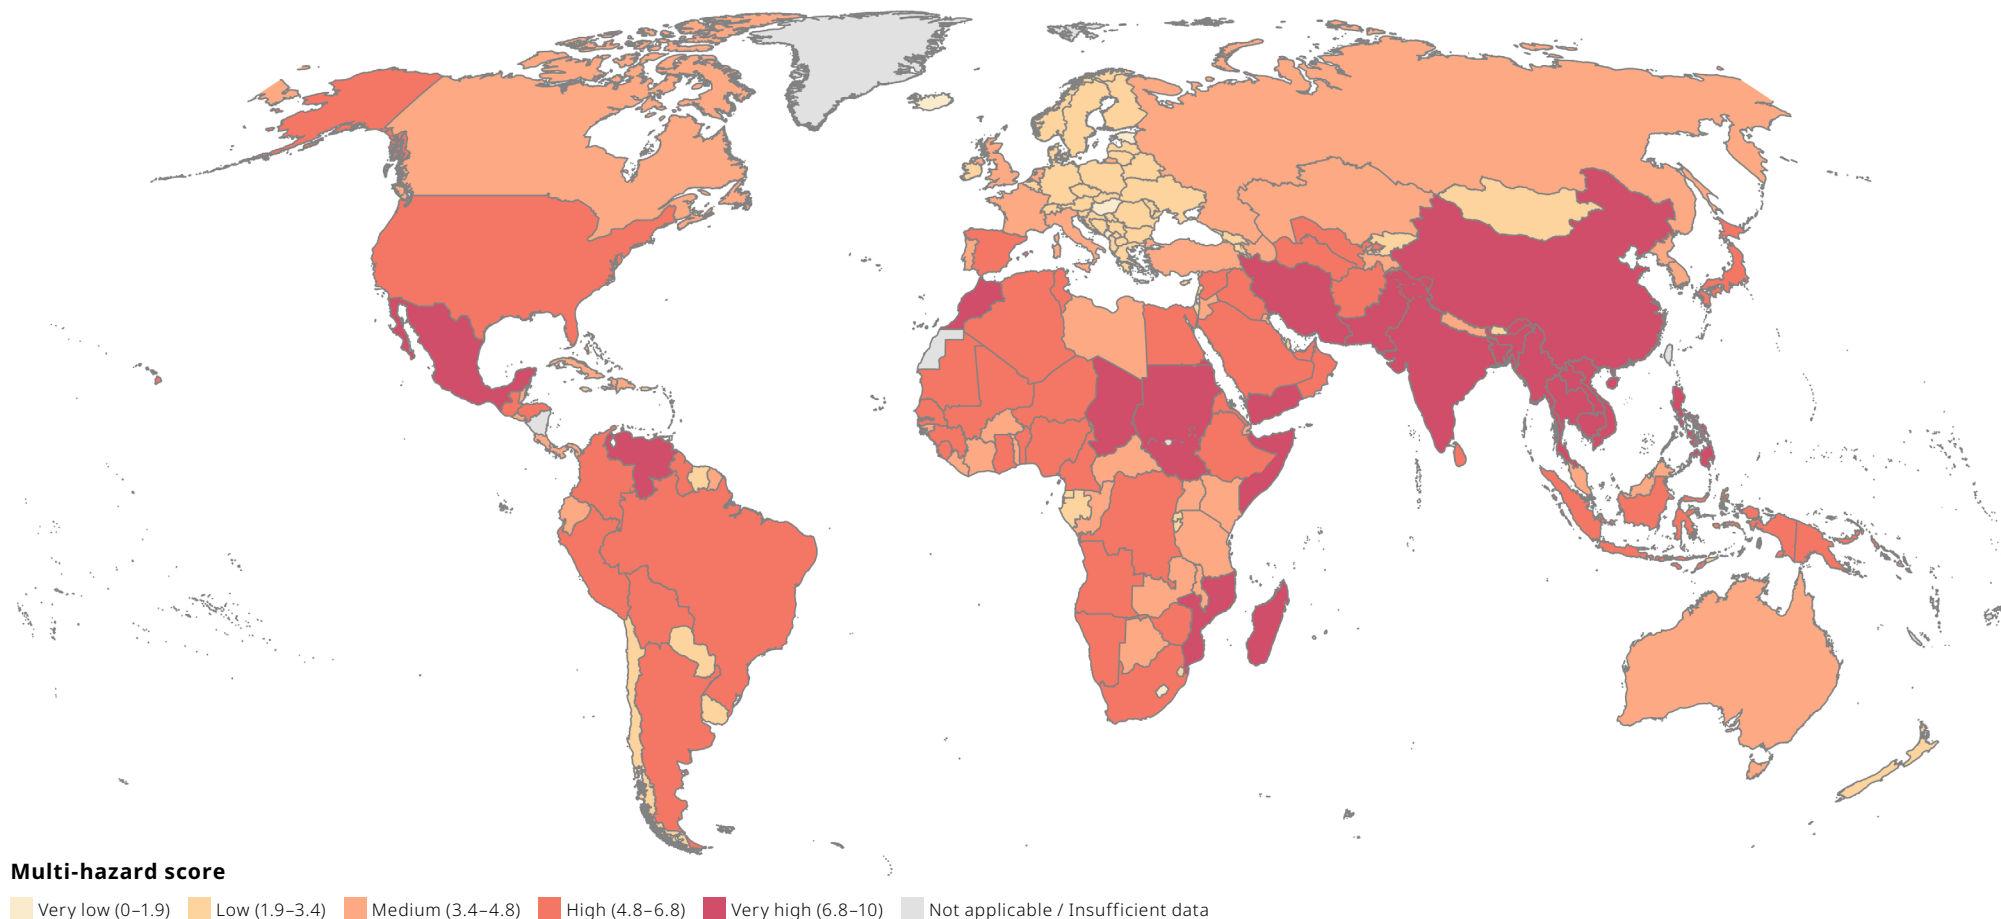 Multi-hazard score
Very low (0–1.9) Low (1.9–3.4) Medium (3.4–4.8) High (4.8–6.8) Very high (6.8–10) Not applicable / Insufficient data